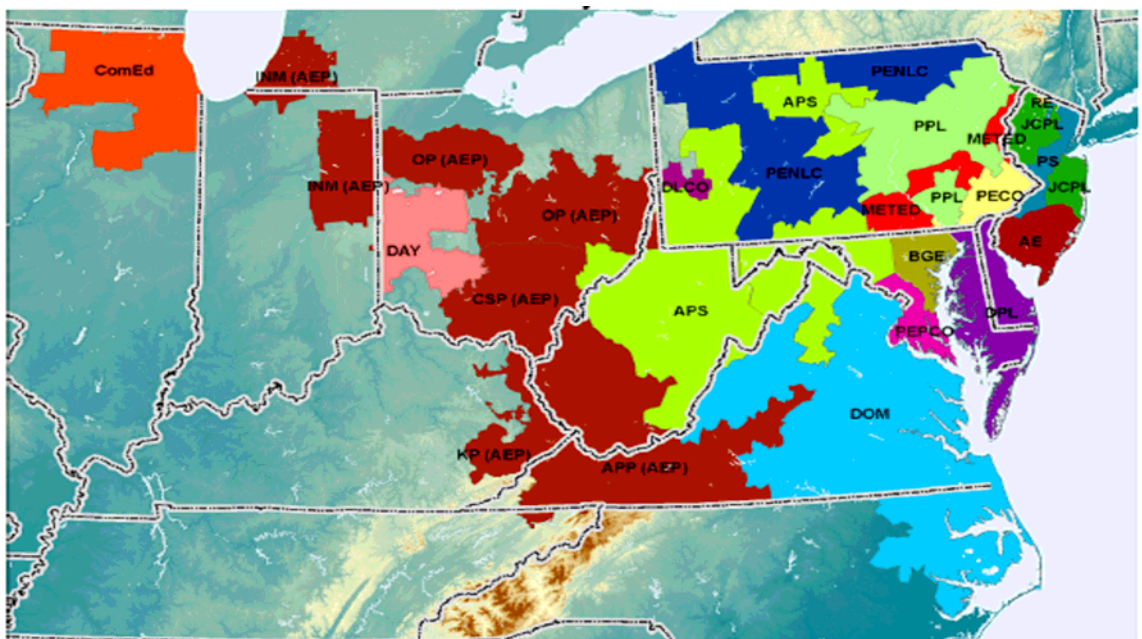 ComEd
INM (AEP)
PENLC
APS
RE
PPL
JCPL
METED
OP (AEP)
PS
PENLC
INM (AEP)
DLCO
JCPL
PPL
PECO
METED
OP (AEP)
AE
DAY
BGE
CSP (AEP)
APS
DPL
PEPCO
DOM
KP (AEP)
APP (AEP)